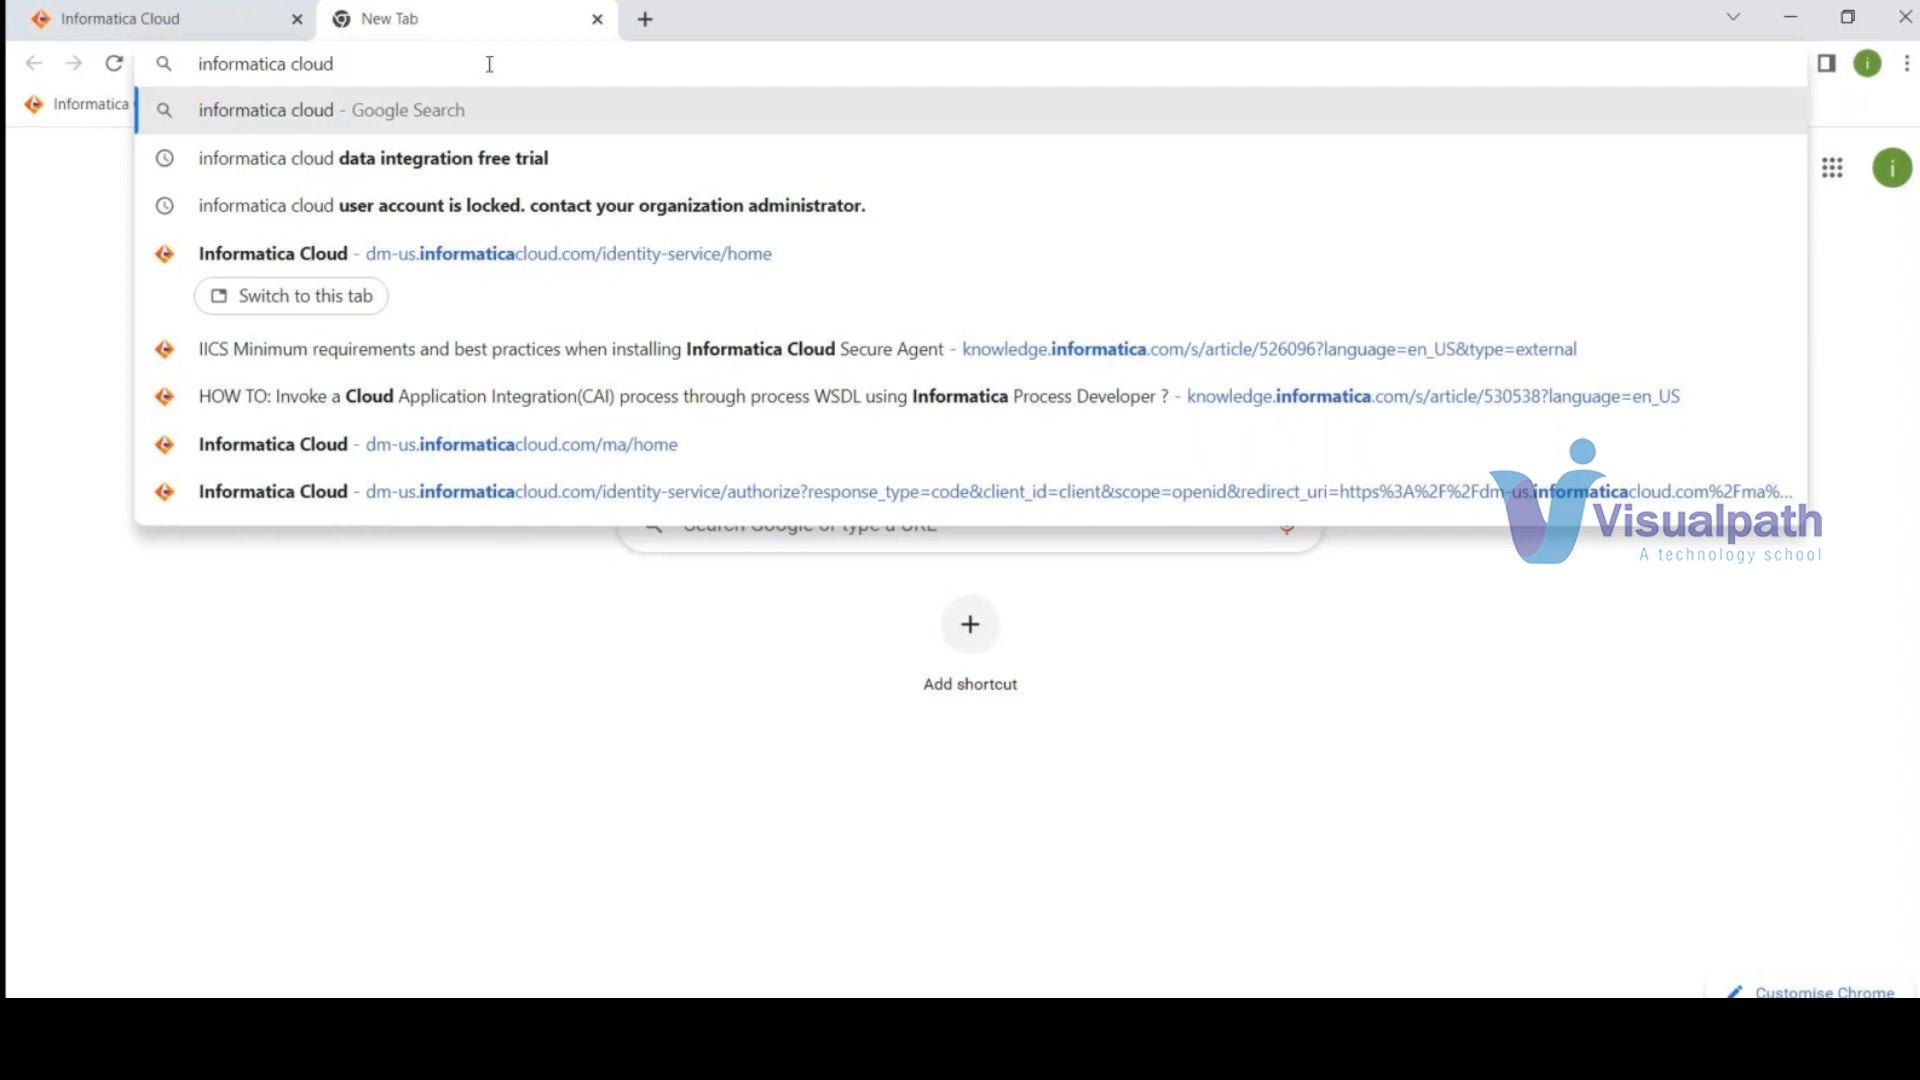 Informatica Cloud
New Tab
informatica cloud
Informatica
i
informatica cloud - Google Search
informatica cloud data integration free trial
i
informatica cloud user account is locked. contact your organization administrator.
Informatica Cloud - dm-us.informaticacloud.com/identity-service/home
Switch to this tab
IICS Minimum requirements and best practices when installing Informatica Cloud Secure Agent - knowledge.informatica.com/s/article/526096?language=en_US&type=external
HOW TO: Invoke a Cloud Application Integration(CAI) process through process WSDL using Informatica Process Developer ? - knowledge.informatica.com/s/article/530538?language=en_US
Informatica Cloud - dm-us.informaticacloud.com/ma/home
Informatica Cloud - dm-us.informaticacloud.com/identity-service/authorize?response_type=code&client_id=client&scope=openid&redirect_uri=https%3A%2F%2Fdm-us.informaticacloud.com%2Fma%...
Search Google or type a URL
Visualpath
A technology school
Add shortcut
Customise Chrome